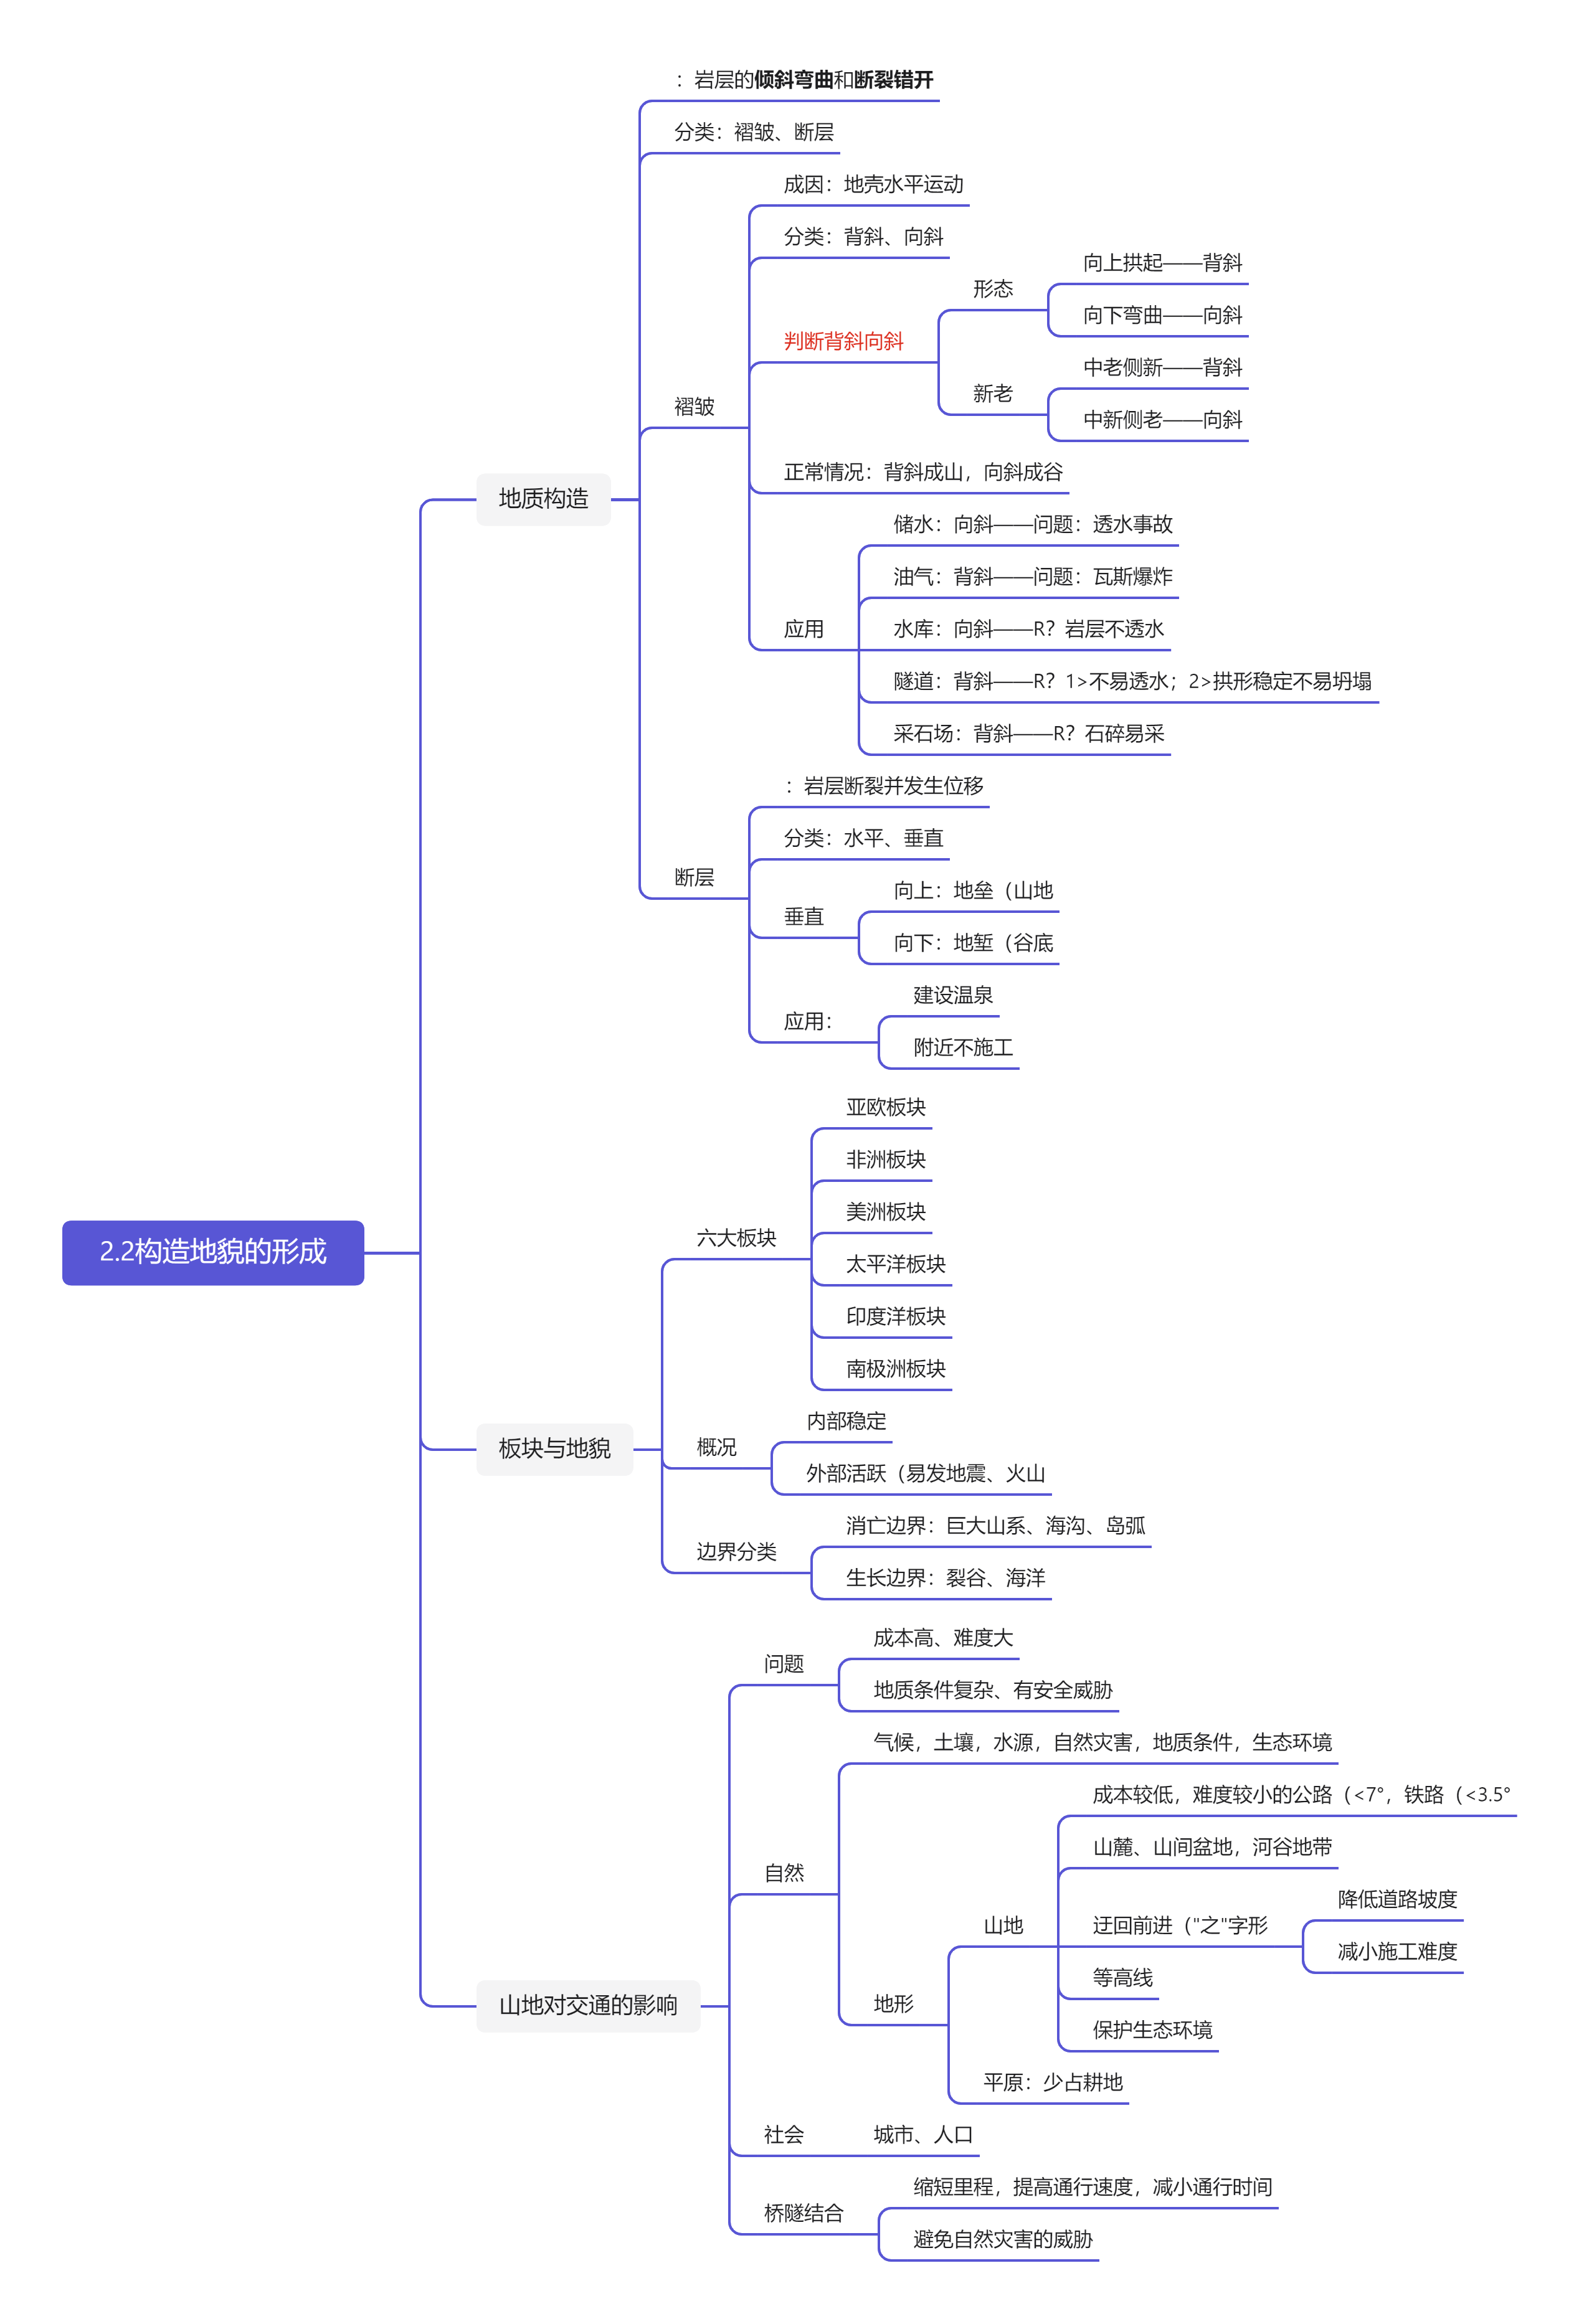 ：岩层的倾斜弯曲和断裂错开
分类：褶皱、断层
成因：地壳水平运动
分类：背斜、向斜
向上拱起——背斜
形态
向下弯曲——向斜
判断背斜向斜
中老侧新——背斜
新老
中新侧老——向斜
褶皱
正常情况：背斜成山，向斜成谷
地质构造
储水：向斜——问题：透水事故
油气：背斜——问题：瓦斯爆炸
应用
水库：向斜——R？岩层不透水
隧道：背斜——R？1>不易透水；2>拱形稳定不易坍塌
采石场：背斜——R？石碎易采
：岩层断裂并发生位移
分类：水平、垂直
断层
向上：地垒（山地
垂直
向下：地堑（谷底
建设温泉
应用：
附近不施工
亚欧板块
非洲板块
美洲板块
六大板块
太平洋板块
2.2构造地貌的形成
印度洋板块
南极洲板块
内部稳定
板块与地貌
概况
外部活跃（易发地震、火山
消亡边界：巨大山系、海沟、岛弧
边界分类
生长边界：裂谷、海洋
成本高、难度大
问题
地质条件复杂、有安全威胁
气候，土壤，水源，自然灾害，地质条件，生态环境
成本较低，难度较小的公路（<7°，铁路（<3.5°
山麓、山间盆地，河谷地带
自然
降低道路坡度
山地
迂回前进（"之"字形
减小施工难度
等高线
山地对交通的影响
地形
保护生态环境
平原：少占耕地
社会
城市、人口
缩短里程，提高通行速度，减小通行时间
桥隧结合
避免自然灾害的威胁